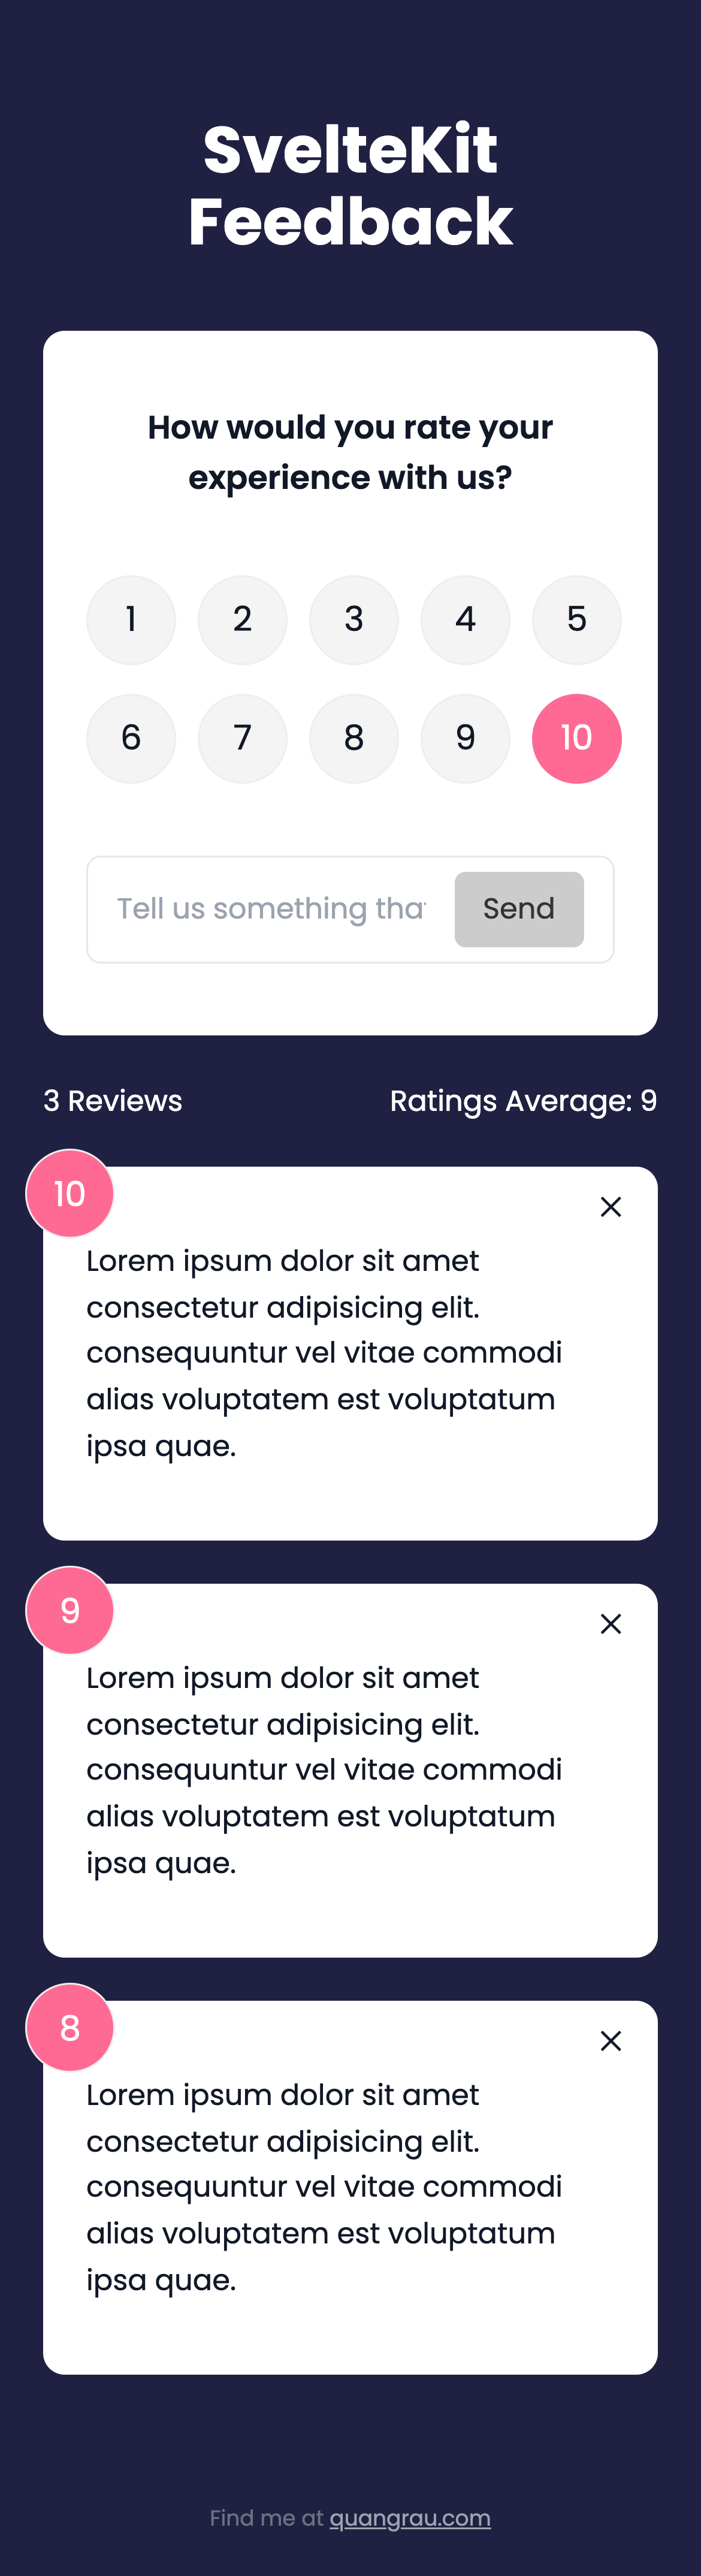 SvelteKit
Feedback
How would you rate your
experience with us?
1 2 3 4 5
6 7 8 9 10
Tell us something tha
Send
3 Reviews
Ratings Average: 9
10
Lorem ipsum dolor sit amet
consectetur adipisicing elit.
consequuntur vel vitae commodi
alias voluptatem est voluptatum
ipsa quae.
9
Lorem ipsum dolor sit amet
consectetur adipisicing elit.
consequuntur vel vitae commodi
alias voluptatem est voluptatum
ipsa quae.
8
Lorem ipsum dolor sit amet
consectetur adipisicing elit.
consequuntur vel vitae commodi
alias voluptatem est voluptatum
ipsa quae.
Find me at quangrau.com